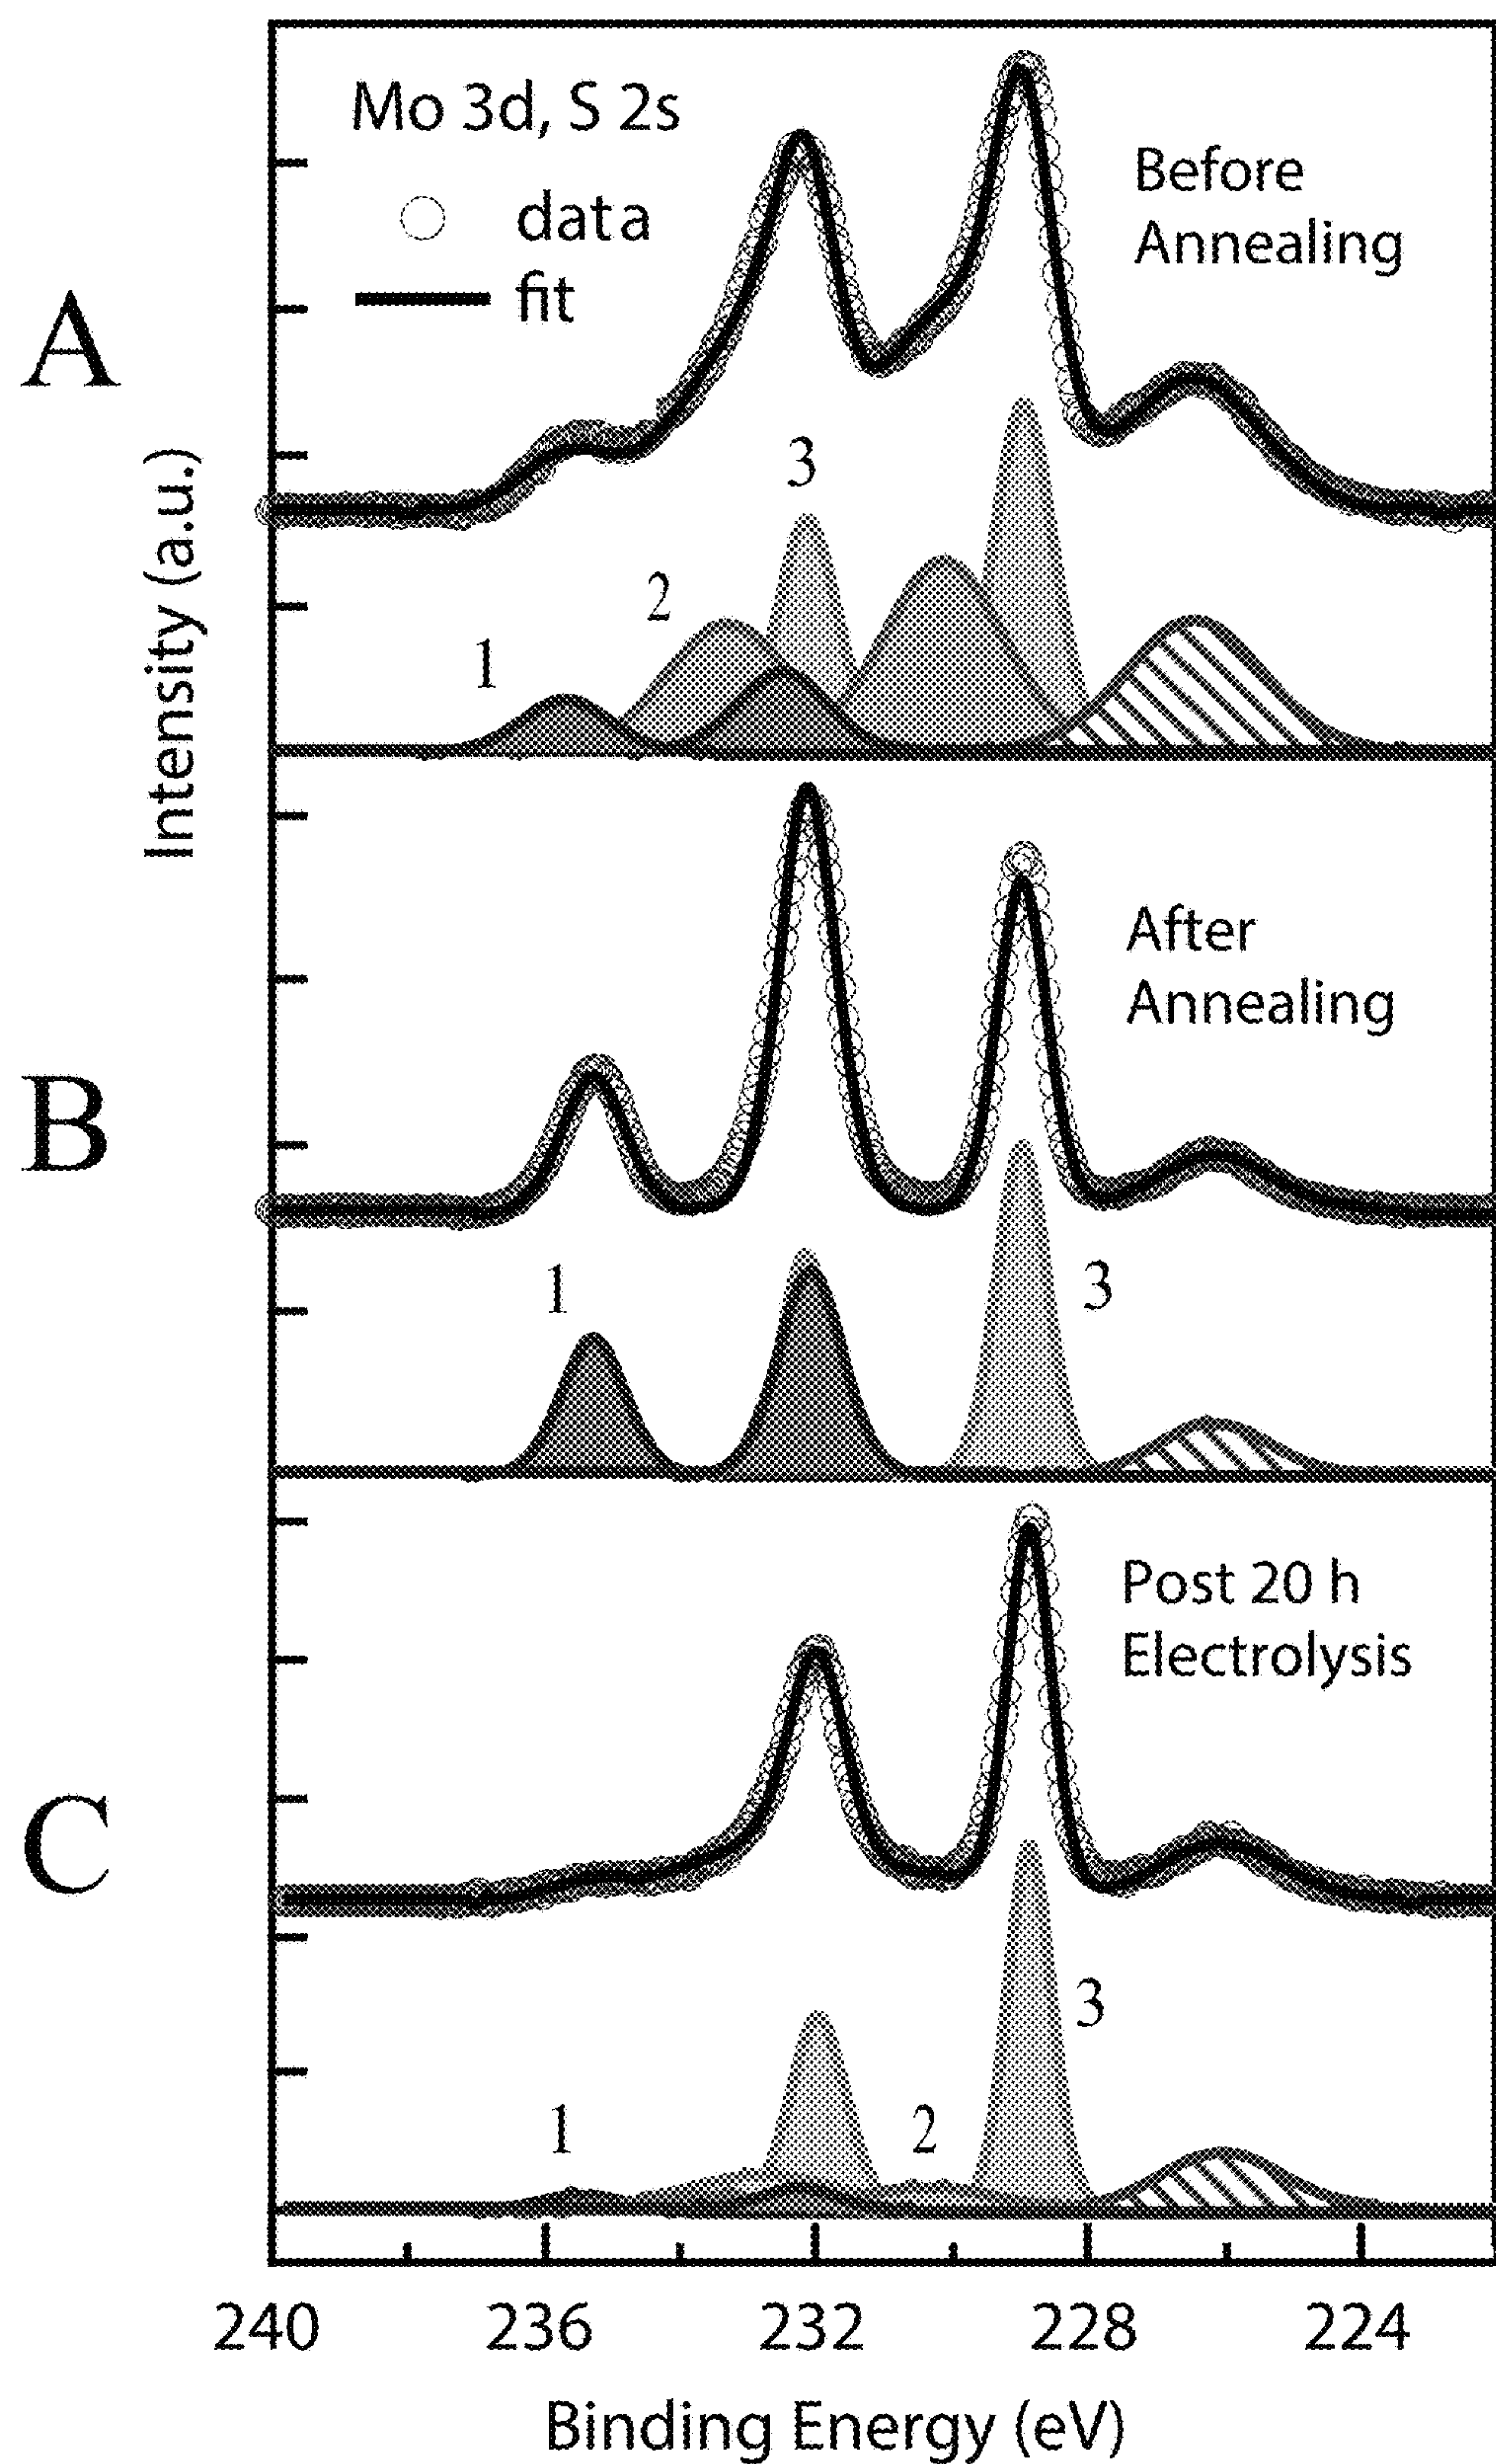 Mo 3d, S 2s
data
fit
Before
Annealing
A
3
2
1
Intensity (a.u.)
After
Annealing
B
1
3
Post 20 h
Electrolysis
C
3
1
2
240 236 232 228 224
Binding Energy (eV)